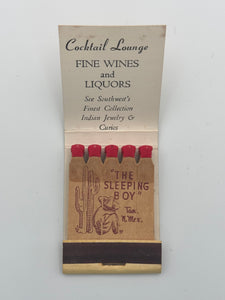 Cocktail Lounge
FINE WINES
and
LIQUORS
See Southwest's
Finest Collection
Indian Jewelry &
Curios
"THE
SLEEPING
BOY"
N. Mex.